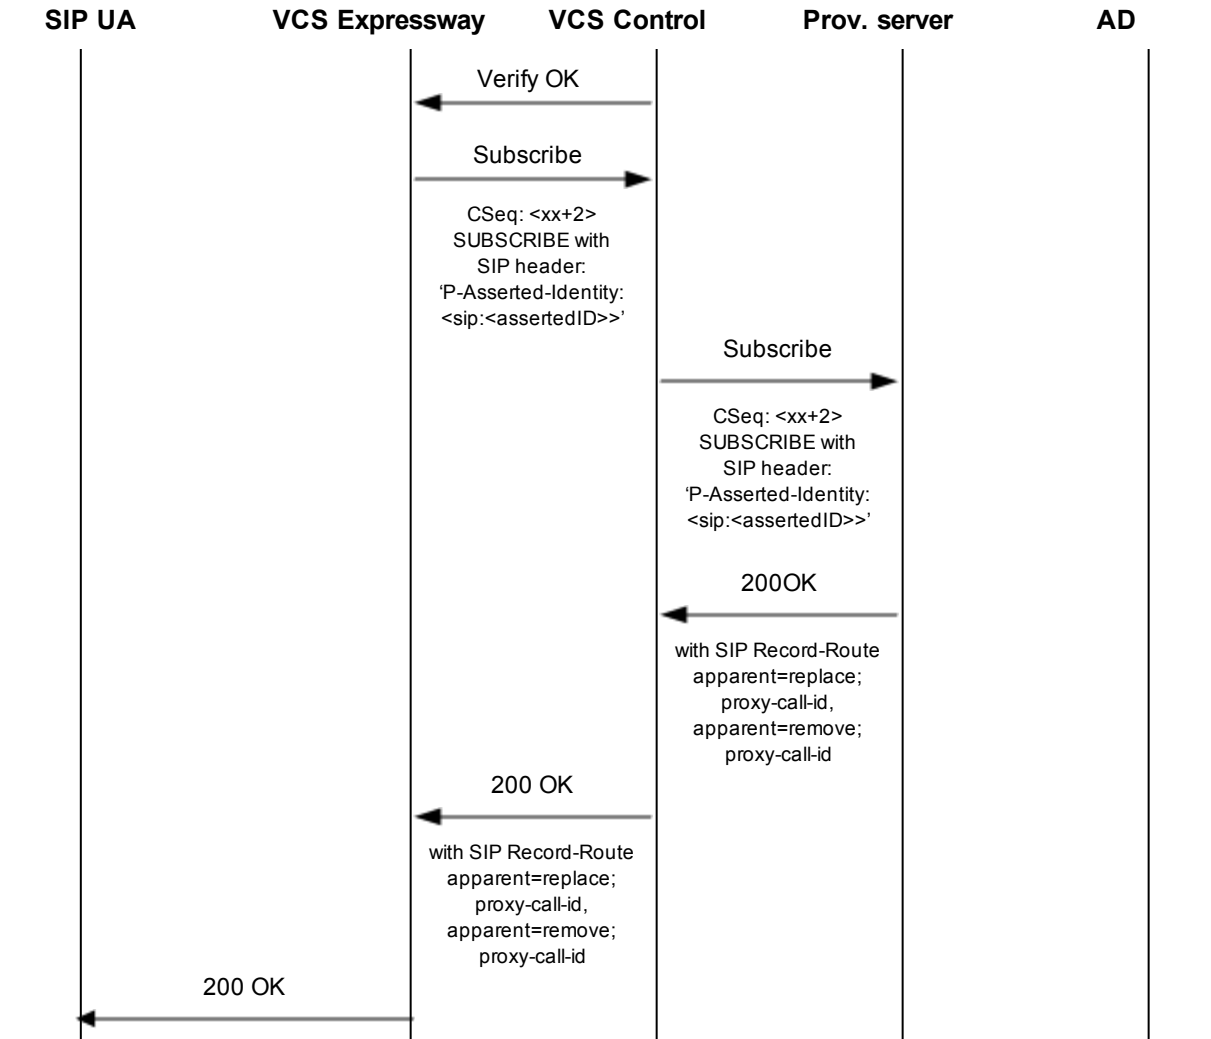 SIP UA VCS Expressway VCS Control Prov. server AD
Verify OK
Subscribe
CSeq: <xx+2>
SUBSCRIBE with
SIP header:
‘P-Asserted-Identity:
<sip:<assertedID>>’
Subscribe
CSeq: <xx+2>
SUBSCRIBE with
SIP header:
‘P-Asserted-Identity:
<sip:<assertedID>>’
200OK
with SIP Record-Route
apparent=replace;
proxy-call-id,
apparent=remove;
proxy-call-id
200 OK
with SIP Record-Route
apparent=replace;
proxy-call-id,
apparent=remove;
proxy-call-id
200 OK